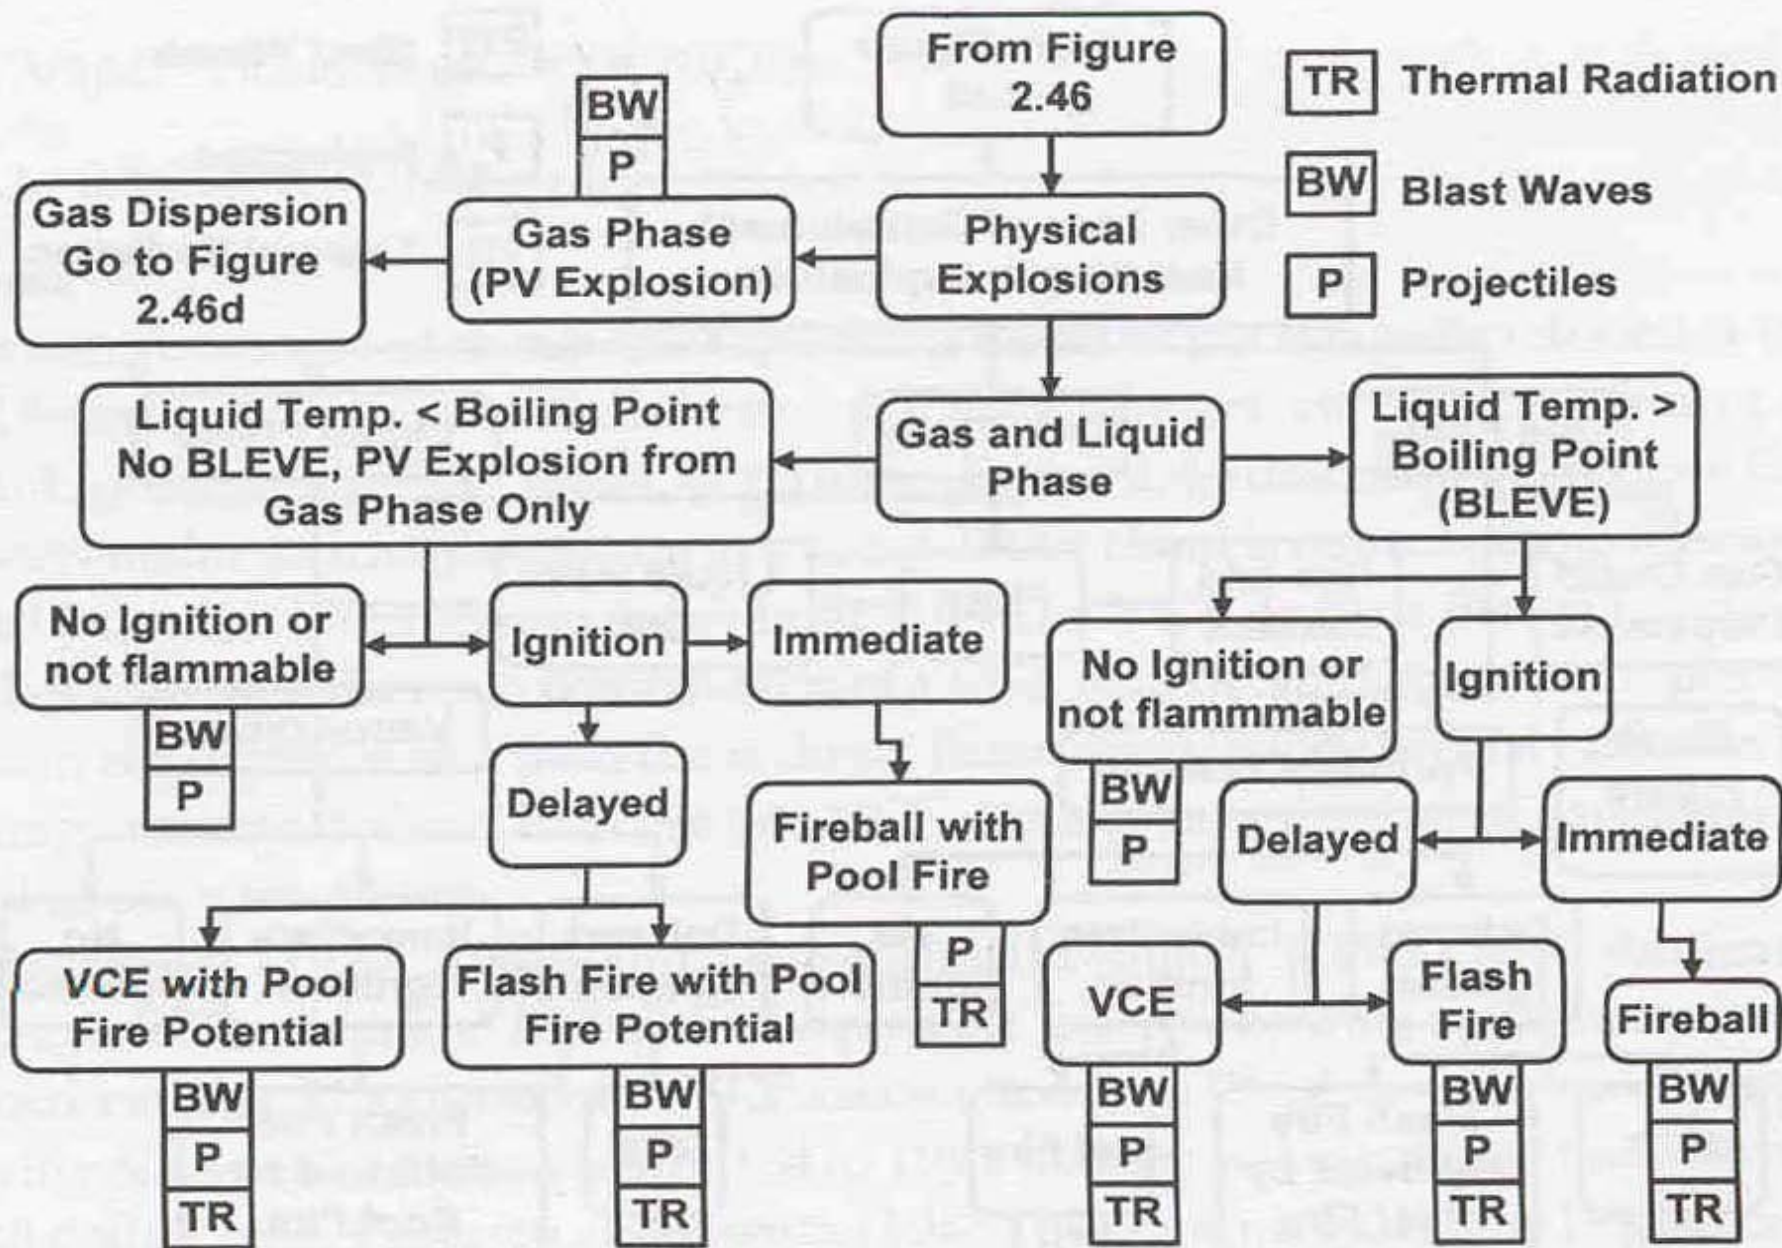 From Figure
2.46
TR Thermal Radiation
BW Blast Waves
P Projectiles
BW
P
Gas Dispersion
Go to Figure
2.46d
Gas Phase
(PV Explosion)
Physical
Explosions
Liquid Temp. < Boiling Point
No BLEVE, PV Explosion from
Gas Phase Only
Gas and Liquid
Phase
Liquid Temp. >
Boiling Point
(BLEVE)
No Ignition or
not flammable
BW
P
Ignition
Immediate
Delayed
Fireball with
Pool Fire
P
TR
VCE with Pool
Fire Potential
BW
P
TR
Flash Fire with Pool
Fire Potential
BW
P
TR
No Ignition or
not flammmable
BW
P
Ignition
Delayed
Immediate
VCE
BW
P
TR
Flash
Fire
BW
P
TR
Fireball
BW
P
TR